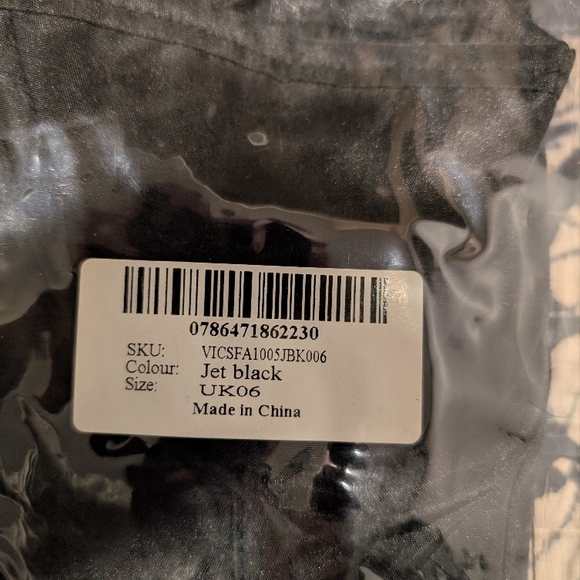 0786471862230
SKU: VICSFA1005JBK006
Colour: Jet black
Size: UK06
Made in China